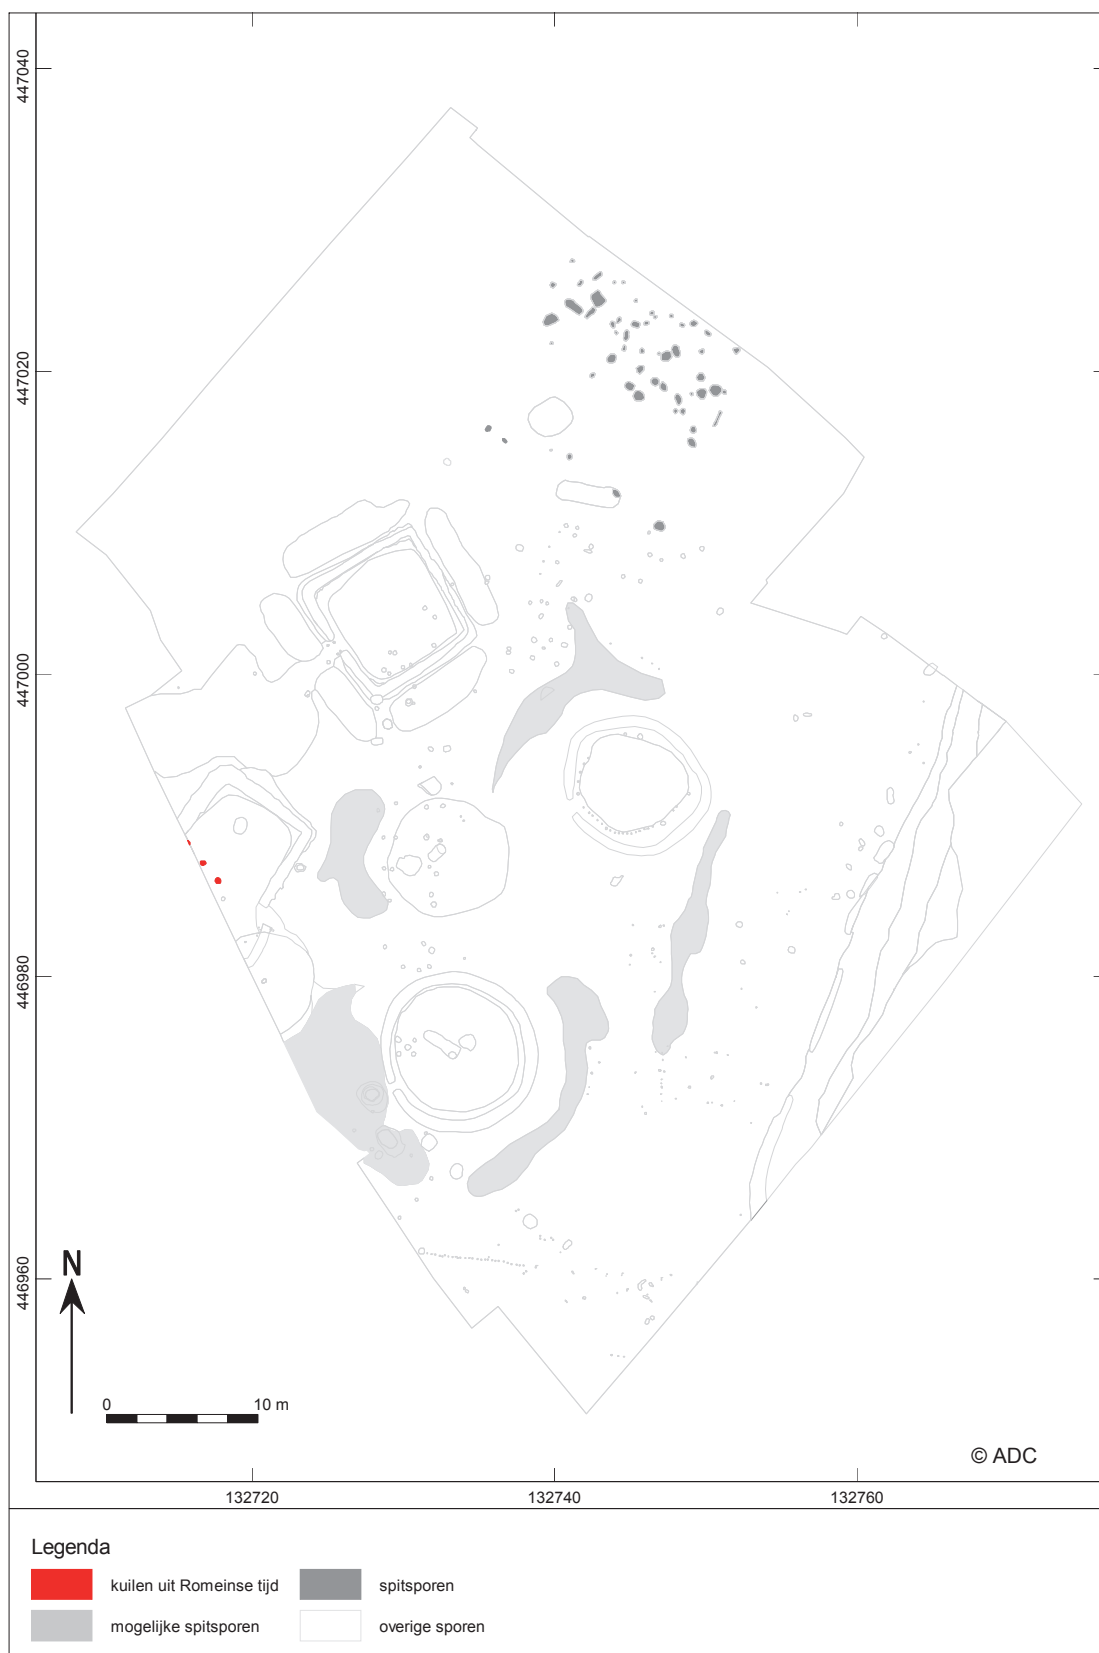 447040
447020
447000
446980
446960
N
0 10 m
© ADC
132720 132740 132760
Legenda
kuilen uit Romeinse tijd
spitsporen
mogelijke spitsporen
overige sporen